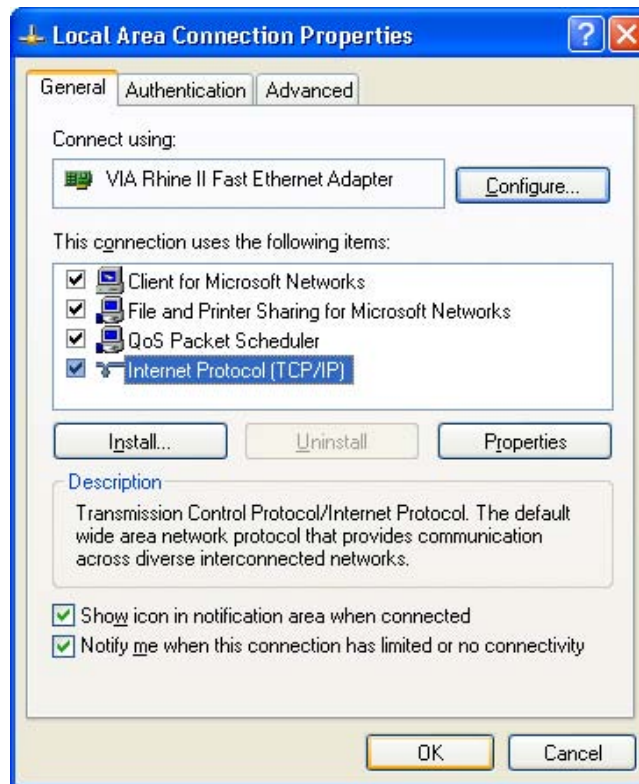 Local Area Connection Properties
General Authentication Advanced
Connect using:
VIA Rhine II Fast Ethernet Adapter Configure...
This connection uses the following items:
Client for Microsoft Networks
File and Printer Sharing for Microsoft Networks
QoS Packet Scheduler
Internet Protocol (TCP/IP)
Install... Uninstall Properties
Description
Transmission Control Protocol/Internet Protocol. The default
wide area network protocol that provides communication
across diverse interconnected networks.
Show icon in notification area when connected
Notify me when this connection has limited or no connectivity
OK Cancel